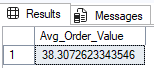 Results Messages
Avg_Order_Value
1 38.3072623343546